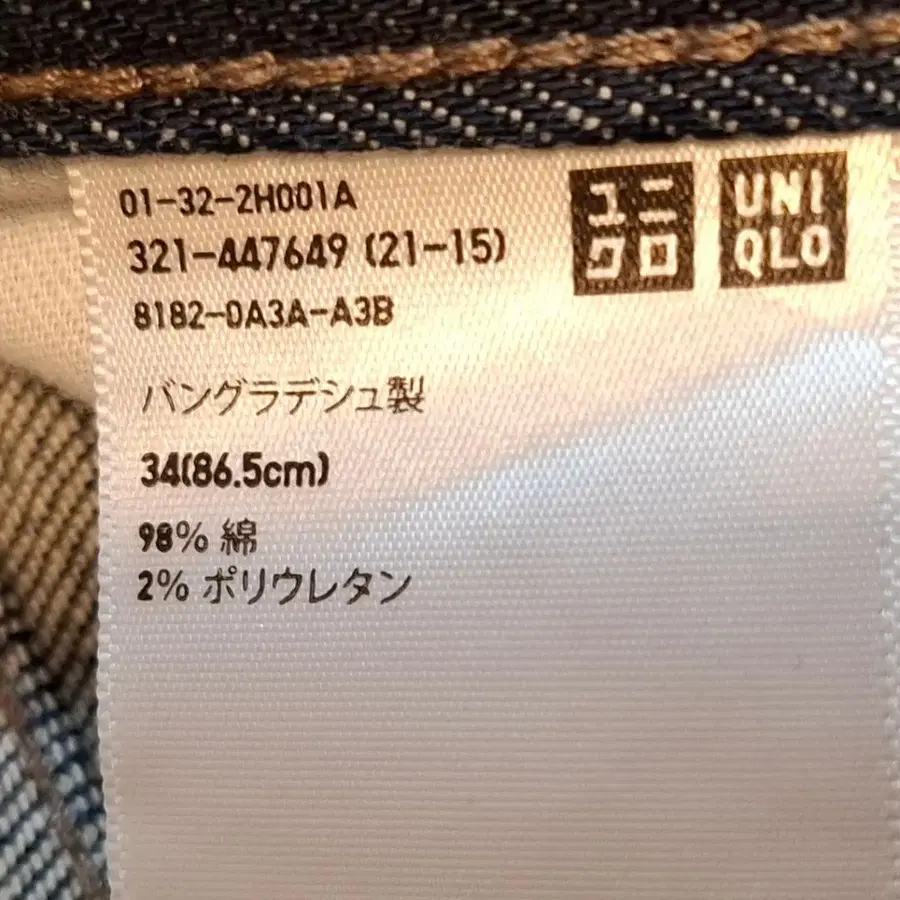 01-32-2H001A
321-447649 (21-15)
8182-0A3A-A3B
ユニ
クロ
UNI
QLO
バングラデシュ製
34(86.5cm)
98% 綿
2% ポリウレタン